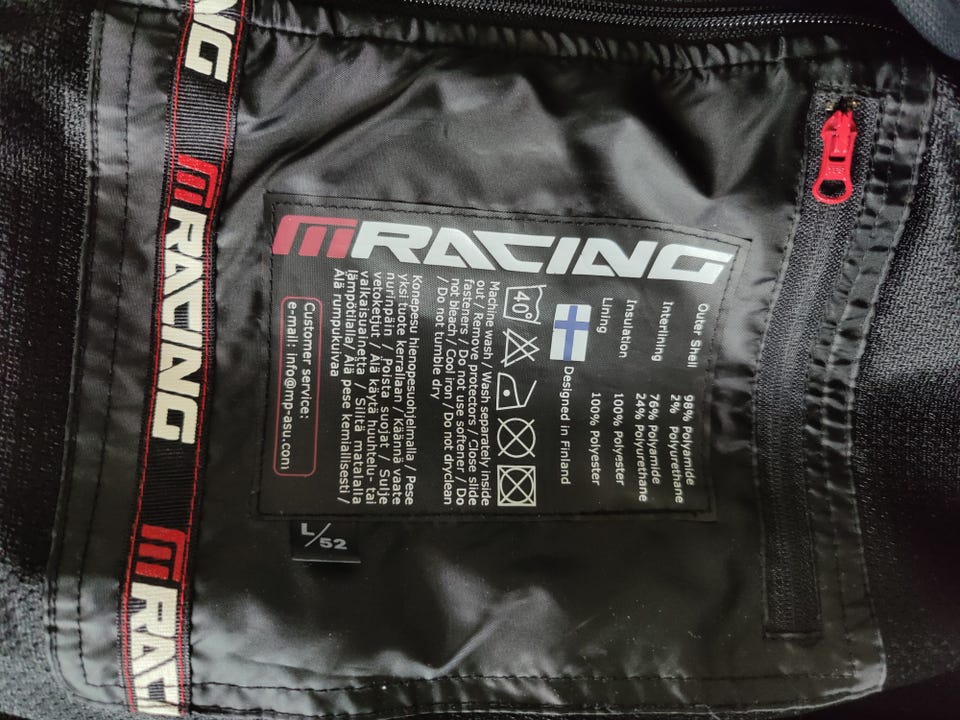 RACING
MRACING
MRACING
MRACING
Outer Shell 98% Polyamide
2% Polyurethane
Interlining 76% Polyamide
24% Polyurethane
Insulation 100% Polyester
Lining 100% Polyester
Designed in Finland
40°
Machine wash / Wash separately inside
out / Remove protectors / Close slide
fasteners / Do not use softener / Do
not bleach / Cool iron / Do not dryclean
/ Do not tumble dry /
Konepesu hienopesuohjelmalla / Pese
yksi tuote kerrallaan / Käännä vaate
nurinpäin / Poista suojat / Sulje
vetoketjut / Älä käytä huuhtelu- tai
valkaisuainetta / Silitä matalalla
lämpötilalla/ Älä pese kemiallisesti /
Älä rumpukuivaa
Customer service:
e-mail: info@mp-asu.com
L/52